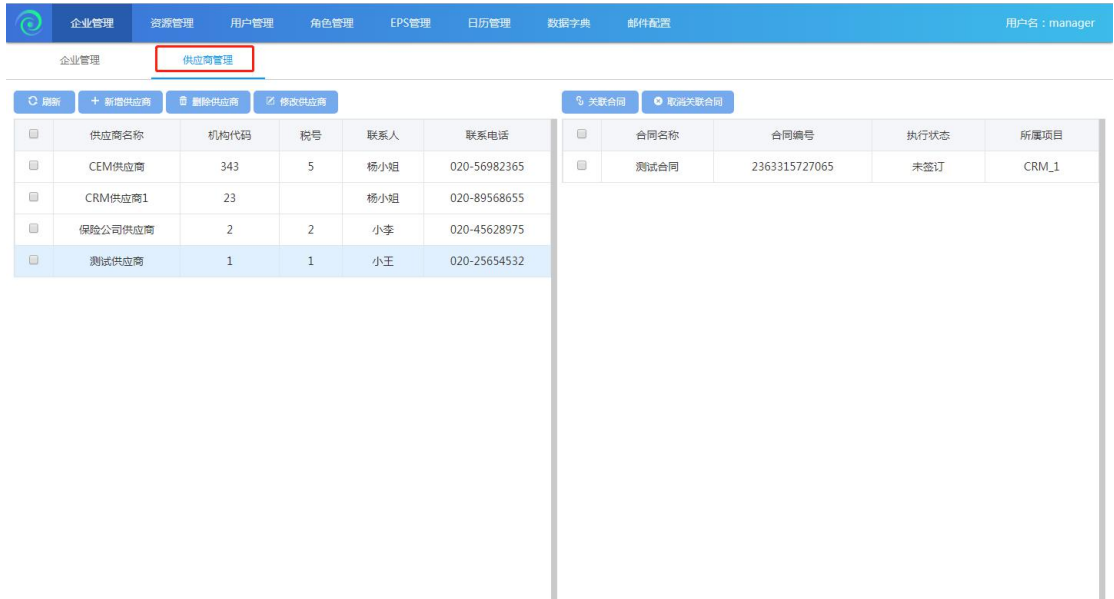 企业管理 资源管理 用户管理 角色管理 EPS管理 日历管理 数据字典 邮件配置 用户名：manager
企业管理 供应商管理
刷新 新增供应商 删除供应商 修改供应商 关联合同 取消关联合同
供应商名称 机构代码 税号 联系人 联系电话 合同名称 合同编号 执行状态 所属项目
CEM供应商 343 5 杨小姐 020-56982365 测试合同 2363315727065 未签订 CRM_1
CRM供应商1 23 杨小姐 020-89568655
保险公司供应商 2 2 小李 020-45628975
测试供应商 1 1 小王 020-25654532